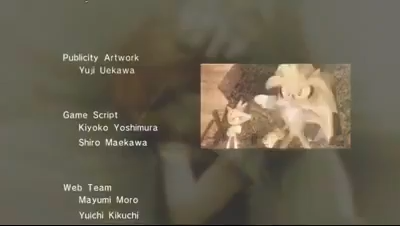 Publicity Artwork
Yuji Uekawa
Game Script
Kiyoko Yoshimura
Shiro Maekawa
Web Team
Mayumi Moro
Yuichi Kikuchi